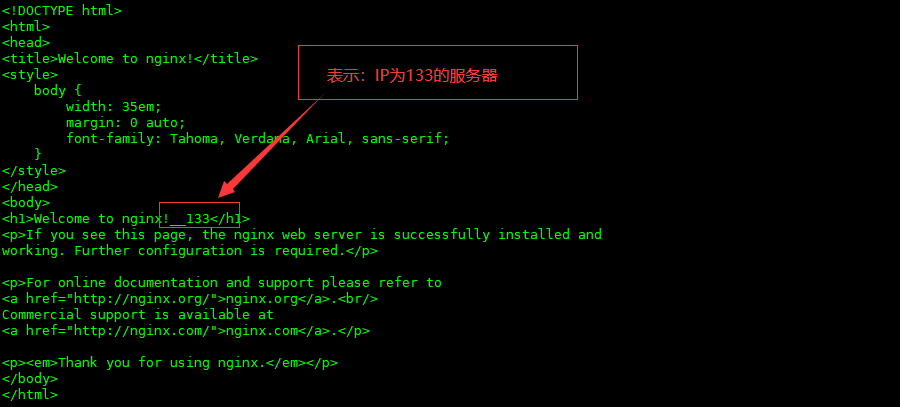 <!DOCTYPE html>
<html>
<head>
<title>Welcome to nginx!</title>
<style>
    body {
        width: 35em;
        margin: 0 auto;
        font-family: Tahoma, Verdana, Arial, sans-serif;
    }
</style>
</head>
<body>
<h1>Welcome to nginx!__133</h1>
<p>If you see this page, the nginx web server is successfully installed and
working. Further configuration is required.</p>

<p>For online documentation and support please refer to
<a href="http://nginx.org/">nginx.org</a>.<br/>
Commercial support is available at
<a href="http://nginx.com/">nginx.com</a>.</p>

<p><em>Thank you for using nginx.</em></p>
</body>
</html>
表示：IP为133的服务器